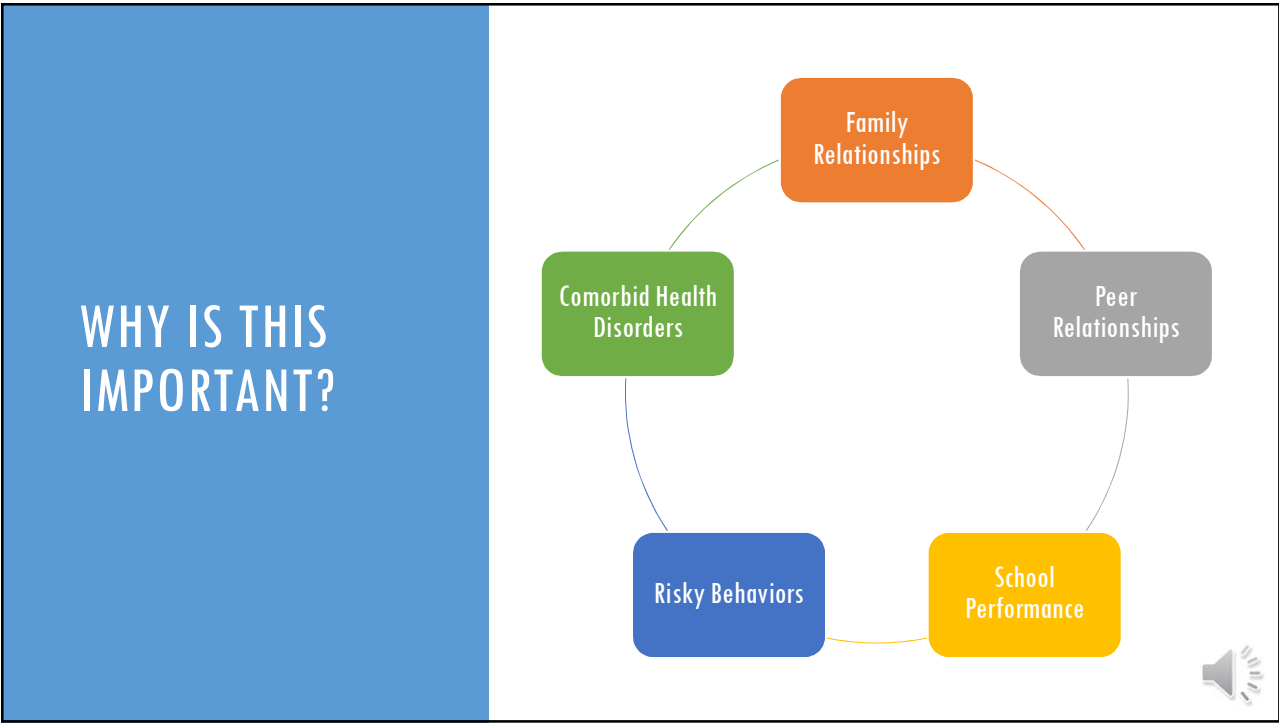 WHY IS THIS
IMPORTANT?
Family
Relationships
Peer
Relationships
School
Performance
Risky Behaviors
Comorbid Health
Disorders